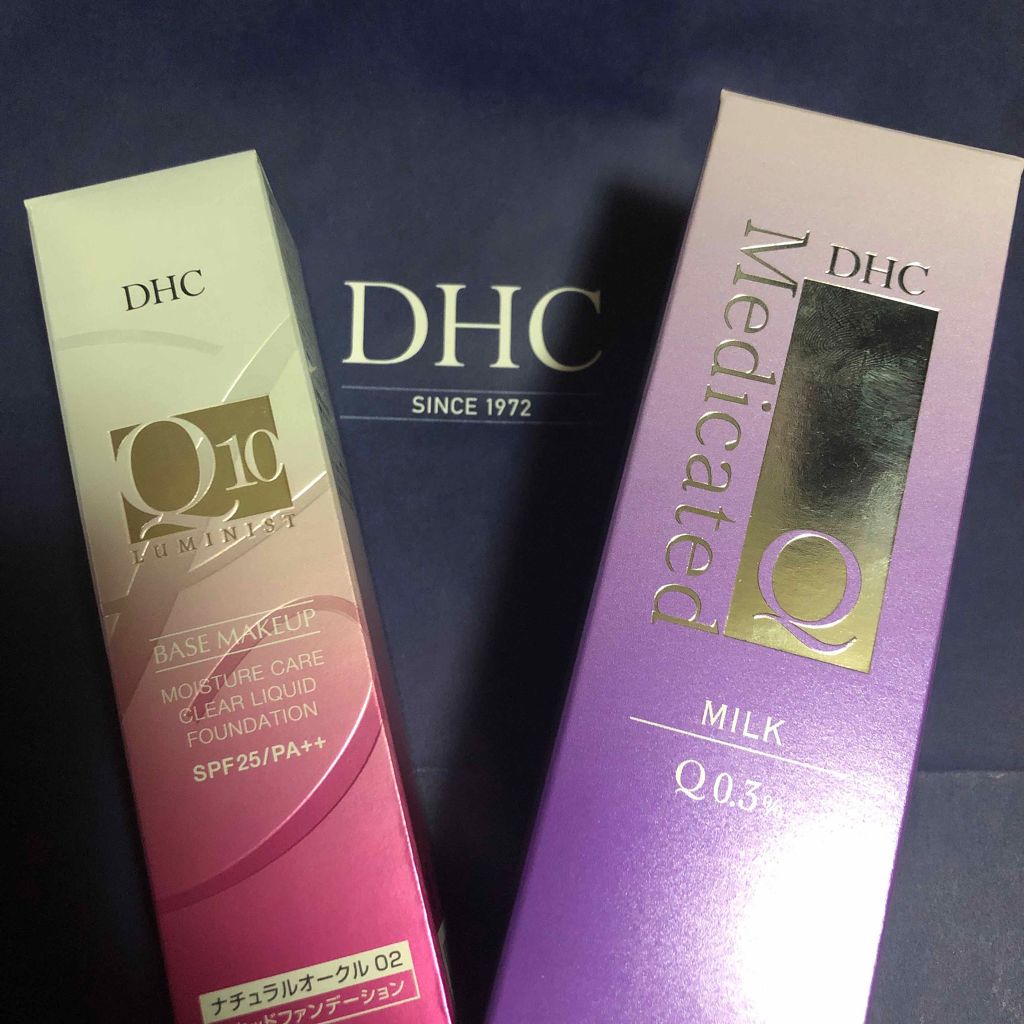 DHC
Q10
LUMINIST
BASE MAKEUP
MOISTURE CARE
CLEAR LIQUID
FOUNDATION
SPF25/PA++
ナチュラルオークル 02
ッドファンデーション
DHC
SINCE 1972
DHC
Medicated
Q
MILK
Q 0.3%